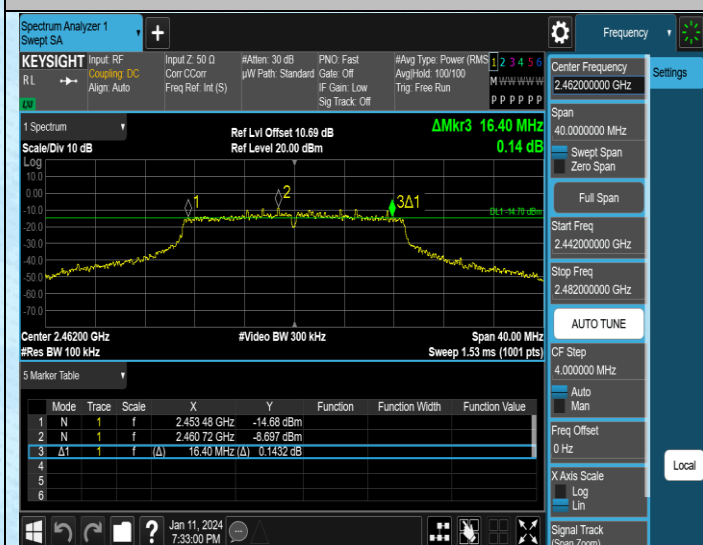 Spectrum Analyzer 1
Swept SA
+
Frequency
KEYSIGHT
RL
LXI
Input: RF
Coupling: DC
Align: Auto
Input Z: 50 Ω
Corr CCorr
Freq Ref: Int (S)
#Atten: 30 dB
µW Path: Standard
PNO: Fast
Gate: Off
IF Gain: Low
Sig Track: Off
#Avg Type: Power (RMS
Avg|Hold: 100/100
Trig: Free Run
1 2 3 4 5 6
M W W W W W
P P P P P P
1 Spectrum
Scale/Div 10 dB
Ref Lvl Offset 10.69 dB
Ref Level 20.00 dBm
ΔMkr3 16.40 MHz
0.14 dB
Log
10.0
0.00
-10.0
-20.0
-30.0
-40.0
-50.0
-60.0
-70.0
1
2
3Δ1
DL1 -14.70 dBm
Center 2.46200 GHz
#Video BW 300 kHz
Span 40.00 MHz
#Res BW 100 kHz
Sweep 1.53 ms (1001 pts)
5 Marker Table
Mode Trace Scale X Y Function Function Width Function Value
1 N 1 f 2.453 48 GHz -14.68 dBm
2 N 1 f 2.460 72 GHz -8.697 dBm
3 Δ1 1 f (Δ) 16.40 MHz (Δ) 0.1432 dB
4
5
6
?
Jan 11, 2024
7:33:00 PM
Center Frequency
2.462000000 GHz
Settings
Span
40.0000000 MHz
Swept Span
Zero Span
Full Span
Start Freq
2.442000000 GHz
Stop Freq
2.482000000 GHz
AUTO TUNE
CF Step
4.000000 MHz
Auto
Man
Freq Offset
0 Hz
X Axis Scale
Log
Lin
Local
Signal Track
(Span Zoom)